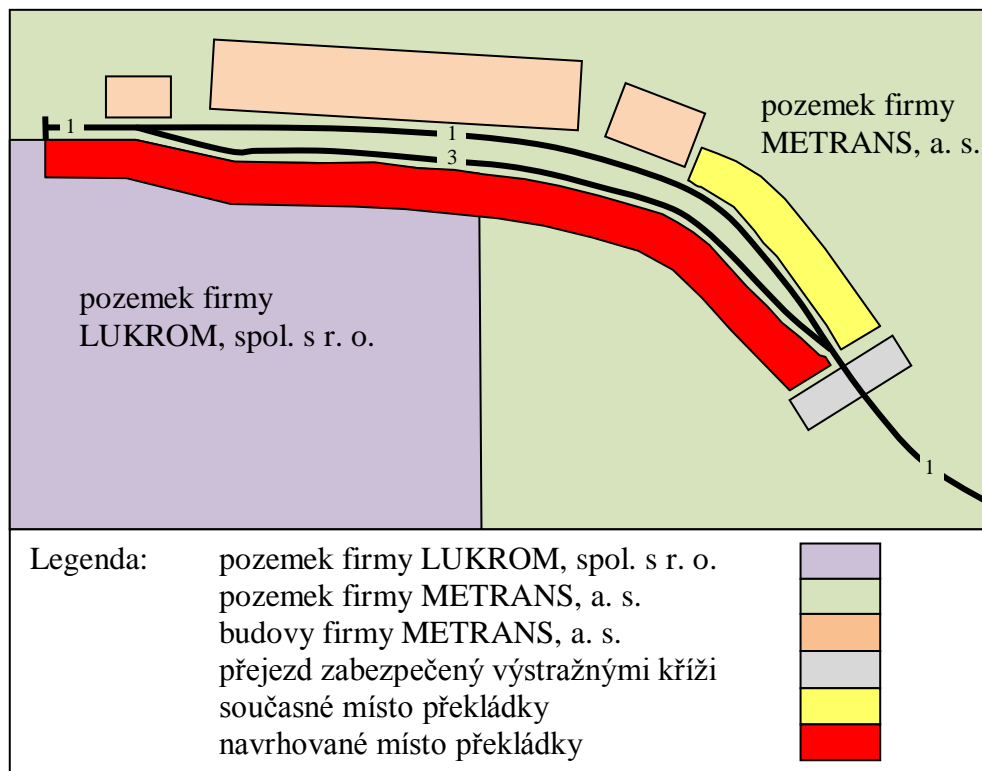 pozemek firmy
METRANS, a. s.
1
1
3
pozemek firmy
LUKROM, spol. s r. o.
1
Legenda:
pozemek firmy LUKROM, spol. s r. o.
pozemek firmy METRANS, a. s.
budovy firmy METRANS, a. s.
přejezd zabezpečený výstražnými kříži
současné místo překládky
navrhované místo překládky